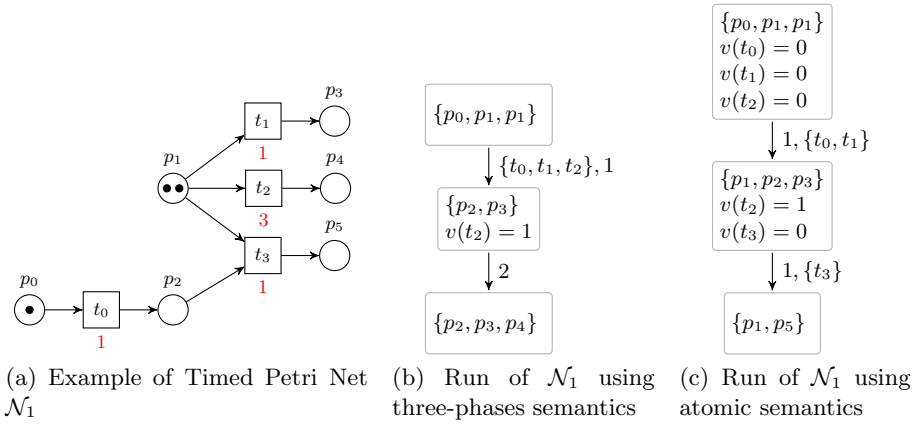 p₃
t₁
1
p₁
p₄
t₂
3
p₅
t₃
1
p₀
p₂
t₀
1
(a) Example of Timed Petri Net
𝒩₁
{p₀, p₁, p₁}
{t₀, t₁, t₂}, 1
{p₂, p₃}
v(t₂) = 1
2
{p₂, p₃, p₄}
(b) Run of 𝒩₁ using
three-phases semantics
{p₀, p₁, p₁}
v(t₀) = 0
v(t₁) = 0
v(t₂) = 0
1, {t₀, t₁}
{p₁, p₂, p₃}
v(t₂) = 1
v(t₃) = 0
1, {t₃}
{p₁, p₅}
(c) Run of 𝒩₁ using
atomic semantics